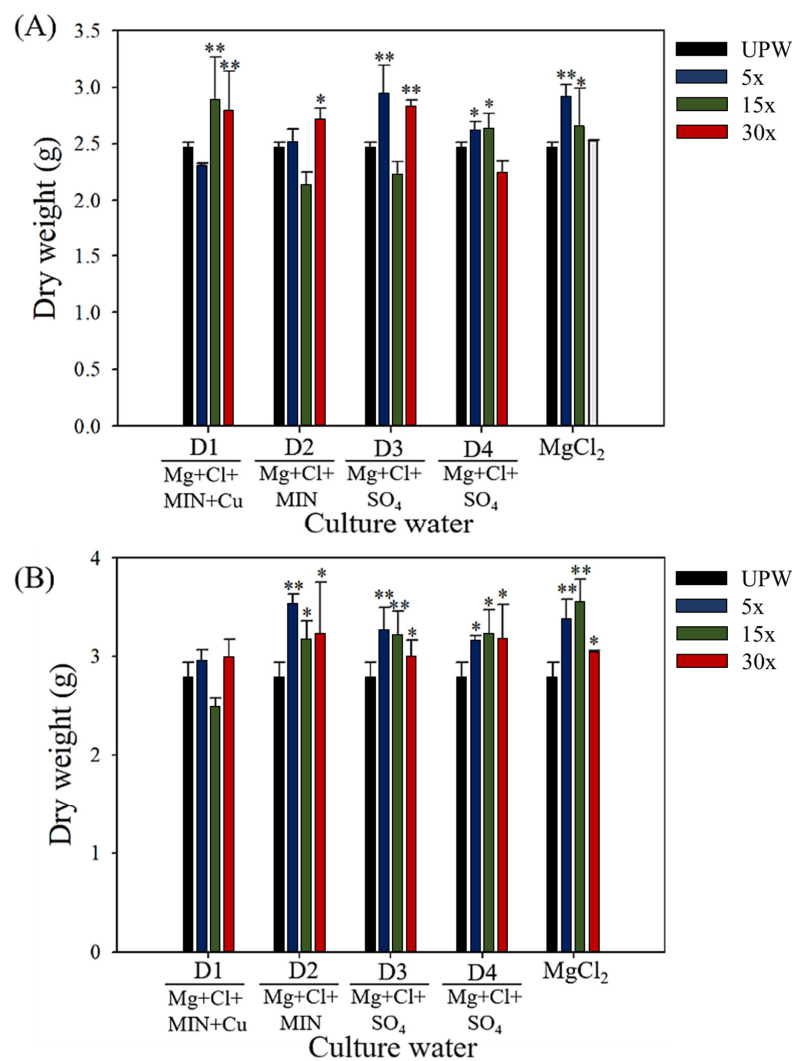 (A)
Dry weight (g)
3.5
3.0
2.5
2.0
1.5
1.0
0.5
0.0
** ** * ** ** * * ** *
UPW
5x
15x
30x
D1 D2 D3 D4 MgCl₂
Mg+Cl+ Mg+Cl+ Mg+Cl+ Mg+Cl+
MIN+Cu MIN SO₄ SO₄
Culture water
(B)
Dry weight (g)
4
3
2
1
0
** * * ** ** * * * * ** ** *
UPW
5x
15x
30x
D1 D2 D3 D4 MgCl₂
Mg+Cl+ Mg+Cl+ Mg+Cl+ Mg+Cl+
MIN+Cu MIN SO₄ SO₄
Culture water